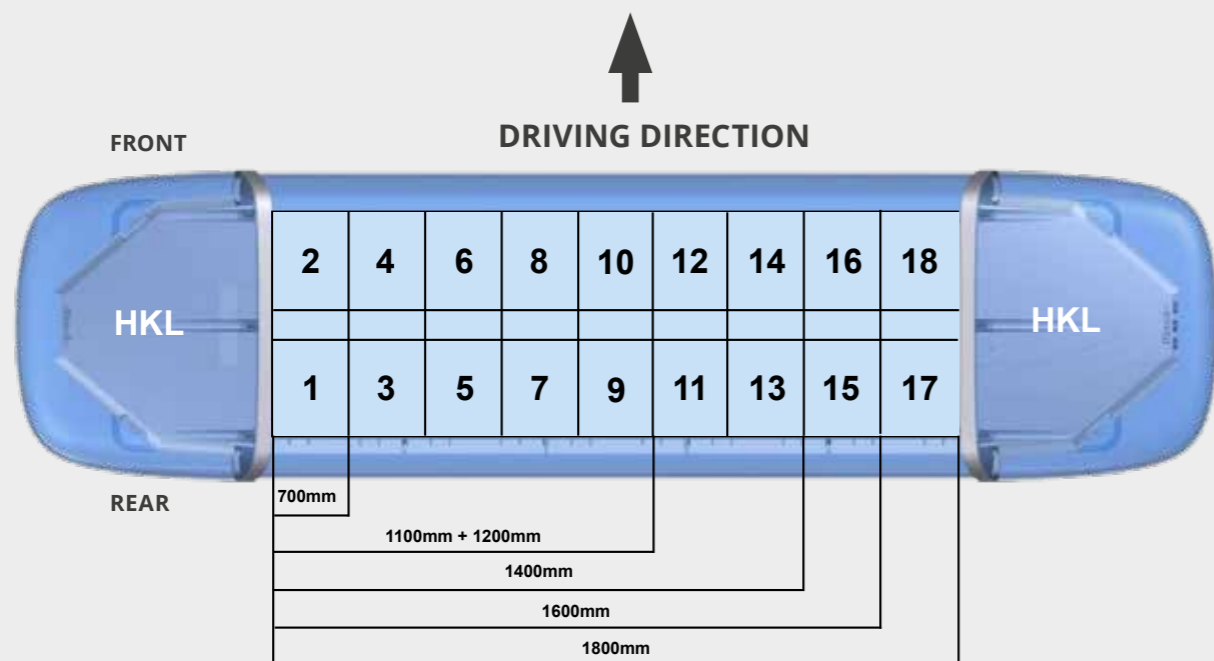 DRIVING DIRECTION
FRONT
2 4 6 8 10 12 14 16 18
HKL
HKL
1 3 5 7 9 11 13 15 17
REAR
700mm
1100mm + 1200mm
1400mm
1600mm
1800mm